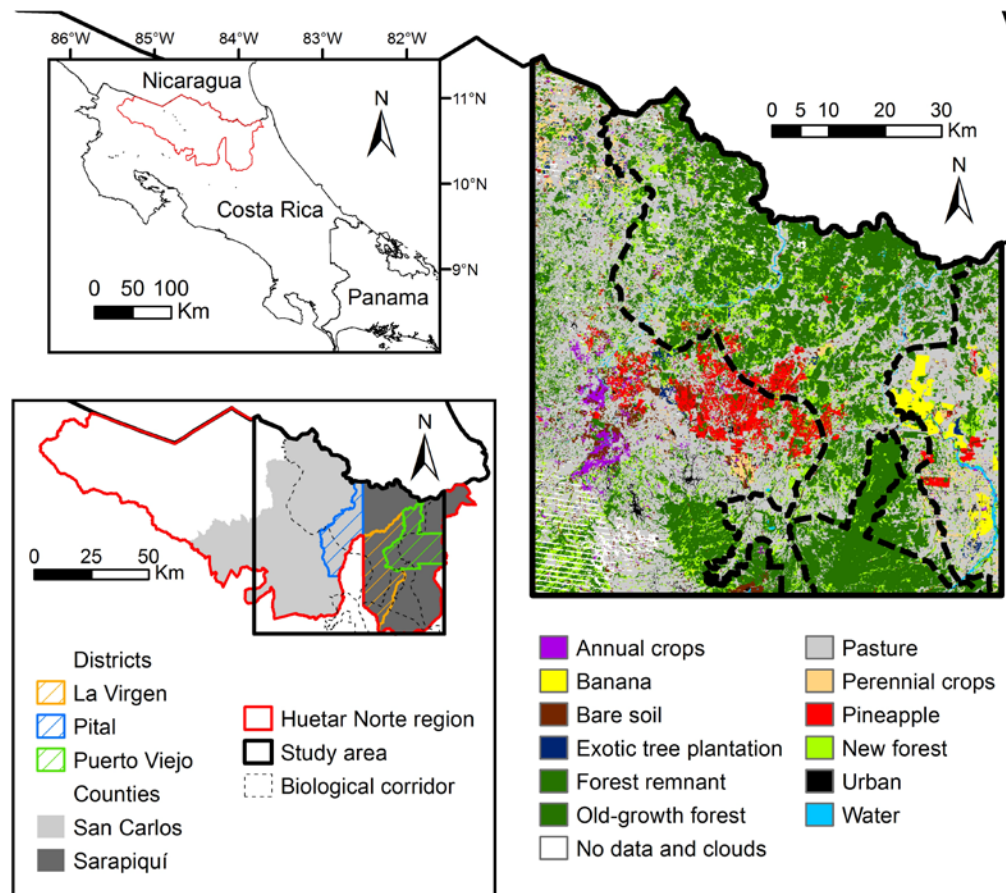 86°W 85°W 84°W 83°W 82°W
Nicaragua
N
11°N
10°N
Costa Rica
9°N
Panama
0 50 100
Km
0 5 10 20 30
Km
N
N
0 25 50
Km
Districts
La Virgen
Pital
Puerto Viejo
Counties
San Carlos
Sarapiquí
Huetar Norte region
Study area
Biological corridor
Annual crops
Banana
Bare soil
Exotic tree plantation
Forest remnant
Old-growth forest
No data and clouds
Pasture
Perennial crops
Pineapple
New forest
Urban
Water